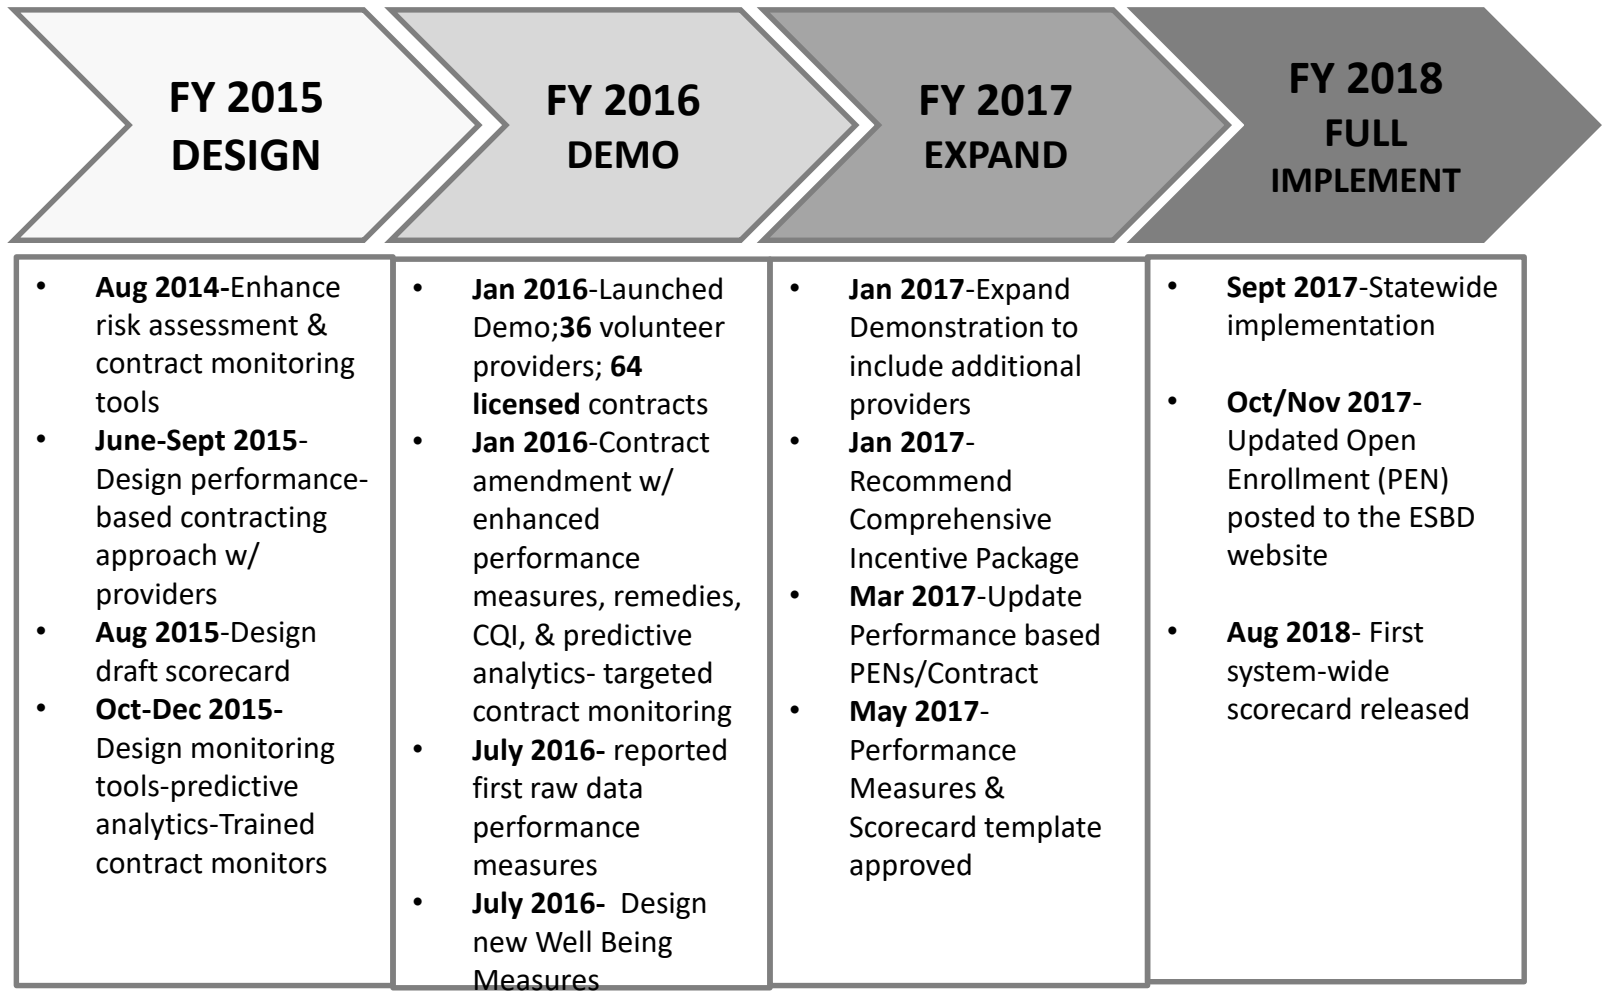 FY 2015
DESIGN
FY 2016
DEMO
FY 2017
EXPAND
FY 2018
FULL
IMPLEMENT
• Aug 2014-Enhance
risk assessment &
contract monitoring
tools
• June-Sept 2015-
Design performance-
based contracting
approach w/
providers
• Aug 2015-Design
draft scorecard
• Oct-Dec 2015-
Design monitoring
tools-predictive
analytics-Trained
contract monitors
• Jan 2016-Launched
Demo;36 volunteer
providers; 64
licensed contracts
• Jan 2016-Contract
amendment w/
enhanced
performance
measures, remedies,
CQI, & predictive
analytics- targeted
contract monitoring
• July 2016- reported
first raw data
performance
measures
• July 2016- Design
new Well Being
Measures
• Jan 2017-Expand
Demonstration to
include additional
providers
• Jan 2017-
Recommend
Comprehensive
Incentive Package
• Mar 2017-Update
Performance based
PENs/Contract
• May 2017-
Performance
Measures &
Scorecard template
approved
• Sept 2017-Statewide
implementation
• Oct/Nov 2017-
Updated Open
Enrollment (PEN)
posted to the ESBD
website
• Aug 2018- First
system-wide
scorecard released